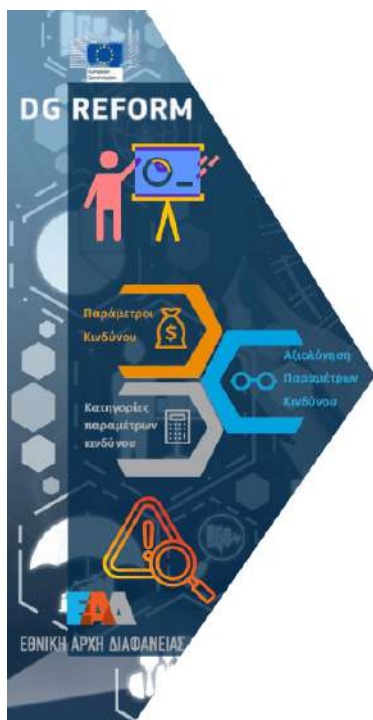 European
Commission
DG REFORM
Παράμετροι
Κινδύνου
$
Αξιολόγηση
Παραμέτρων
Κινδύνου
Κατηγορίες
παραμέτρων
κινδύνου
ΕΑΔ
ΕΘΝΙΚΗ ΑΡΧΗ ΔΙΑΦΑΝΕΙΑΣ